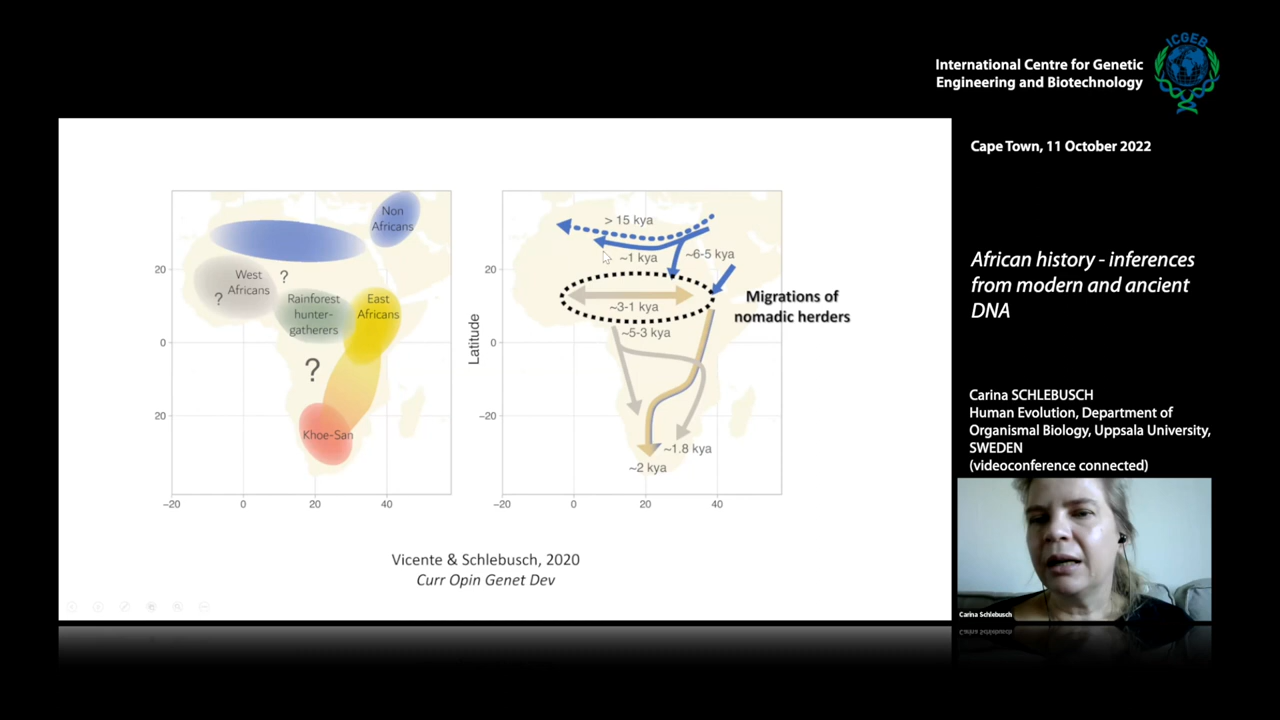 ICGEB
International Centre for Genetic
Engineering and Biotechnology
Cape Town, 11 October 2022
African history - inferences
from modern and ancient
DNA
Carina SCHLEBUSCH
Human Evolution, Department of
Organismal Biology, Uppsala University,
SWEDEN
(videoconference connected)
Carina Schlebusch
Non
Africans
West
Africans
?
?
Rainforest
hunter-
gatherers
East
Africans
?
Khoe-San
20
0
20
-20
0
20
40
> 15 kya
~1 kya
~6-5 kya
~3-1 kya
~5-3 kya
~1.8 kya
~2 kya
Migrations of
nomadic herders
Latitude
20
0
-20
-20
0
20
40
Vicente & Schlebusch, 2020
Curr Opin Genet Dev